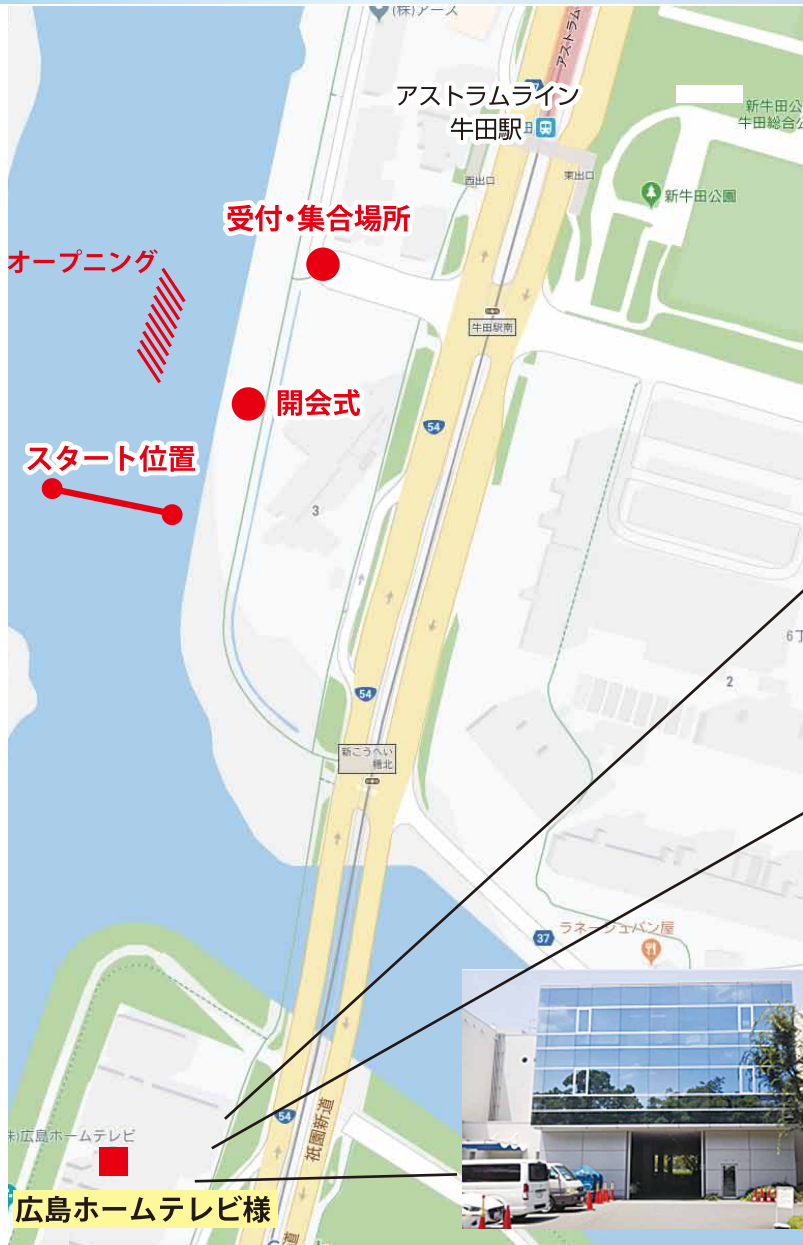 (株)アース
アストラムライン
牛田駅
西出口
東出口
新牛田公
牛田総合公
新牛田公園
受付・集合場所
オープニング
牛田駅南
開会式
54
スタート位置
3
6丁
2
54
新こうへい
橋北
37
ラネージュパン屋
54
祇園新道
株)広島ホームテレビ
広島ホームテレビ様